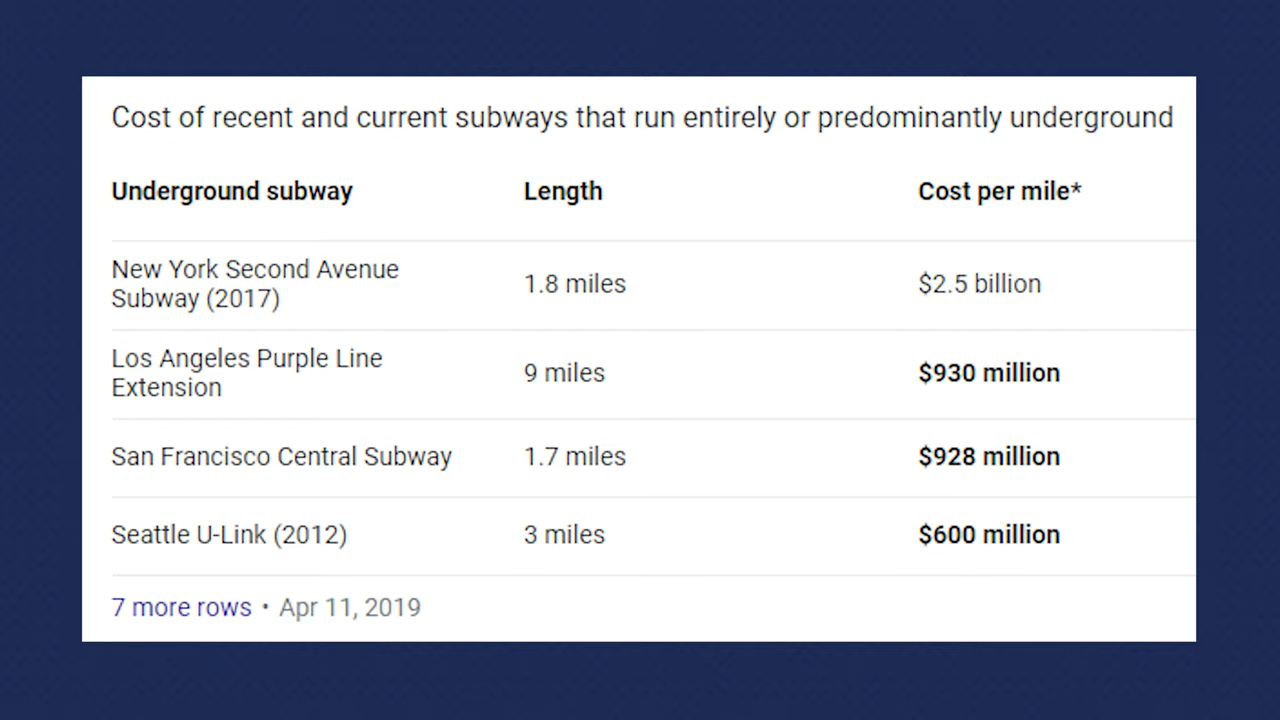 Cost of recent and current subways that run entirely or predominantly underground
Underground subway Length Cost per mile*
New York Second Avenue
Subway (2017) 1.8 miles $2.5 billion
Los Angeles Purple Line
Extension 9 miles $930 million
San Francisco Central Subway 1.7 miles $928 million
Seattle U-Link (2012) 3 miles $600 million
7 more rows • Apr 11, 2019